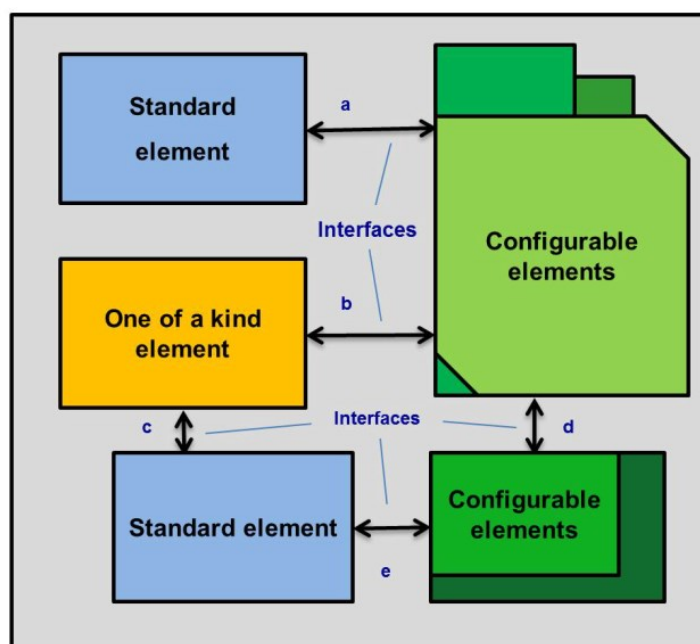 Standard
element
a
Interfaces
Configurable
elements
One of a kind
element
b
c
Interfaces
d
Standard element
Configurable
elements
e